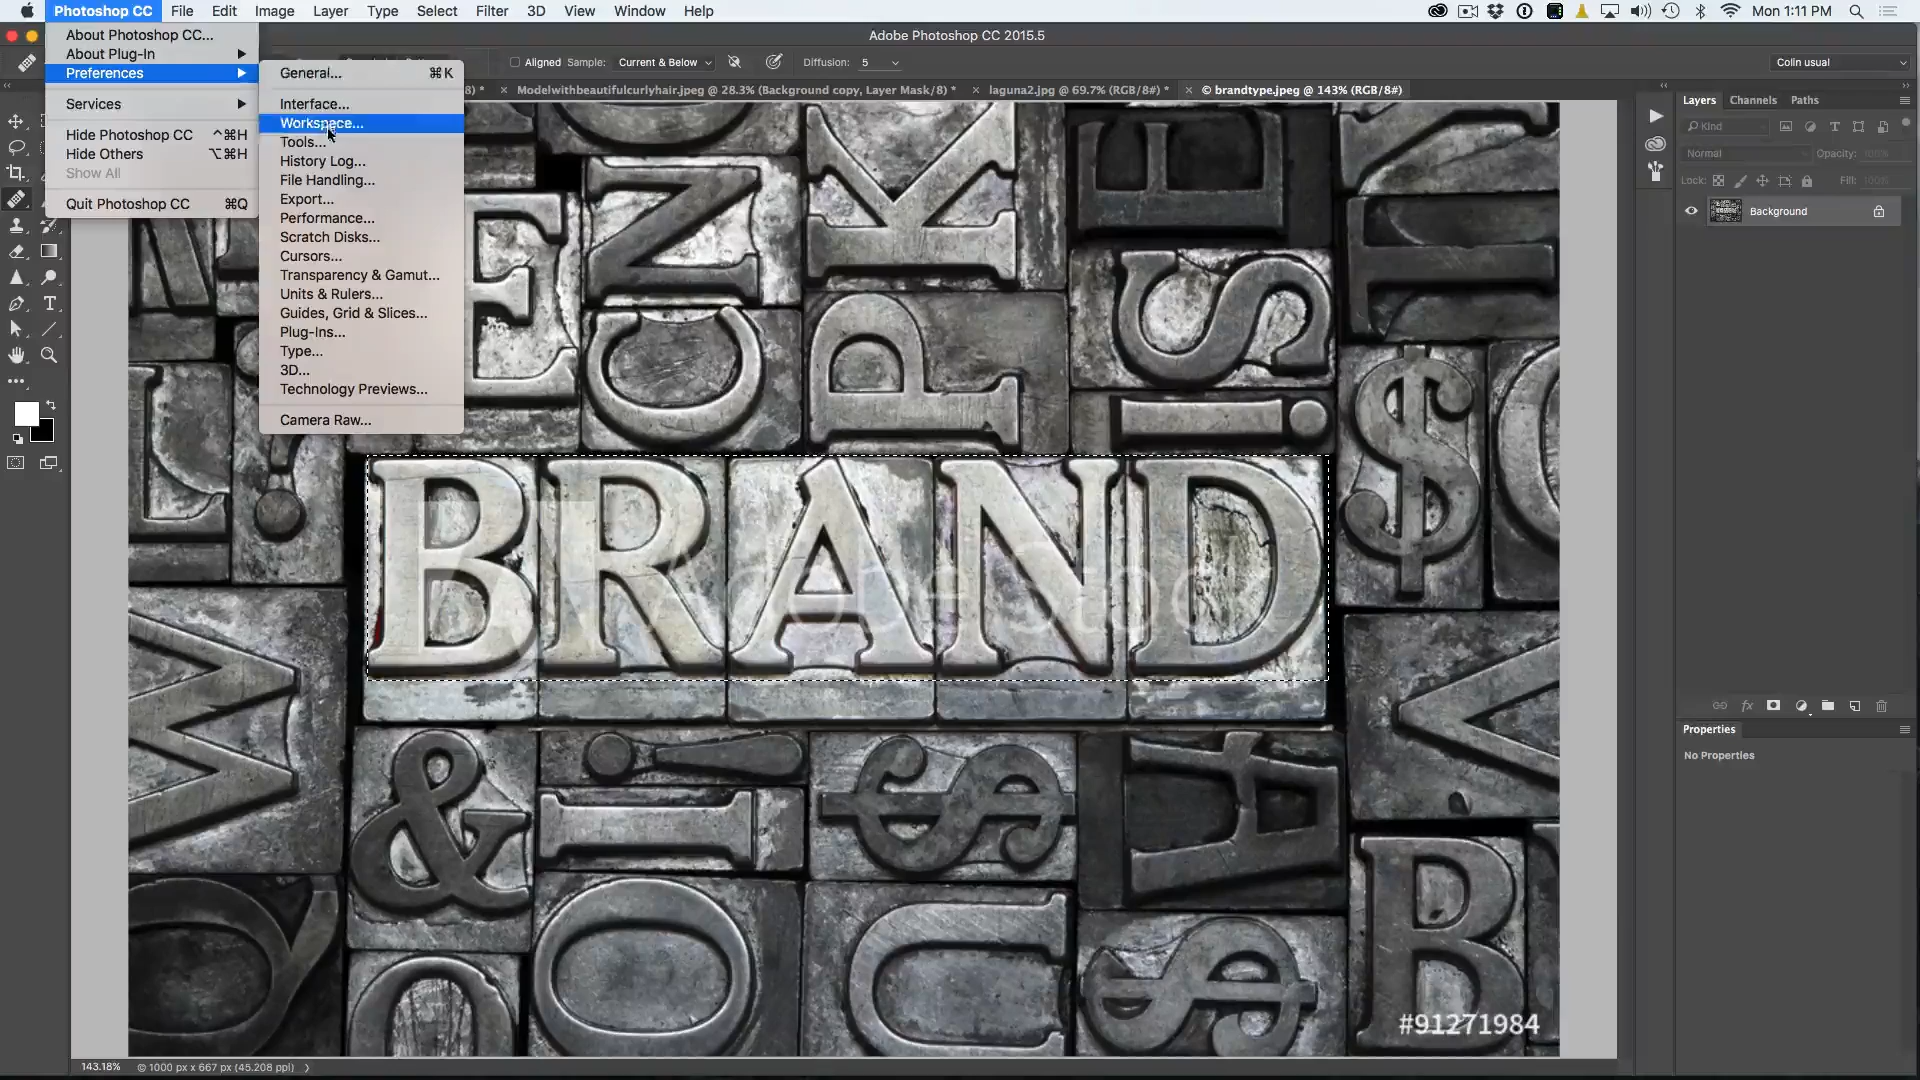 Photoshop CC File Edit Image Layer Type Select Filter 3D View Window Help Mon 1:11 PM
Adobe Photoshop CC 2015.5
About Photoshop CC...
About Plug-In
Preferences
Services
Hide Photoshop CC ^⌘H
Hide Others ⌥⌘H
Show All
Quit Photoshop CC ⌘Q
General... ⌘K
Interface...
Workspace...
Tools...
History Log...
File Handling...
Export...
Performance...
Scratch Disks...
Cursors...
Transparency & Gamut...
Units & Rulers...
Guides, Grid & Slices...
Plug-Ins...
Type...
3D...
Technology Previews...
Camera Raw...
Aligned Sample: Current & Below Diffusion: 5 Colin usual
Modelwithbeautifulcurlyhair.jpeg @ 28.3% (Background copy, Layer Mask/8) * laguna2.jpg @ 69.7% (RGB/8#) * © brandtype.jpeg @ 143% (RGB/8#)
Layers Channels Paths
Kind
Normal Opacity: 100%
Lock: Fill: 100%
Background
Properties
No Properties
BRAND
Adobe Stock
#91271984
143.18% © 1000 px x 667 px (45.208 ppi)